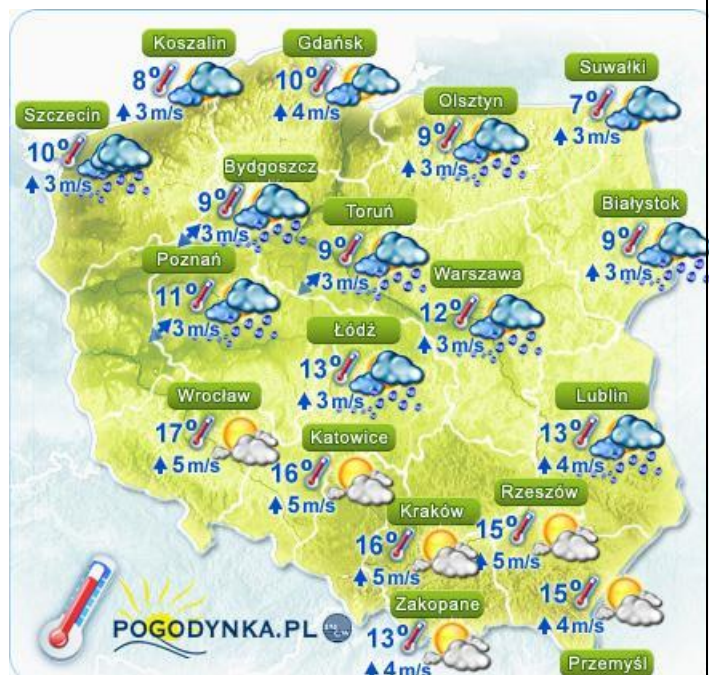 Koszalin
8°
3 m/s
Gdańsk
10°
4 m/s
Suwałki
7°
3 m/s
Szczecin
10°
3 m/s
Olsztyn
9°
3 m/s
Bydgoszcz
9°
3 m/s
Toruń
9°
3 m/s
Białystok
9°
3 m/s
Poznań
11°
3 m/s
Warszawa
12°
3 m/s
Łódź
13°
3 m/s
Wrocław
17°
5 m/s
Katowice
16°
5 m/s
Lublin
13°
4 m/s
Kraków
16°
5 m/s
Rzeszów
15°
5 m/s
Zakopane
13°
4 m/s
15°
4 m/s
Przemyśl
POGODYNKA.PL